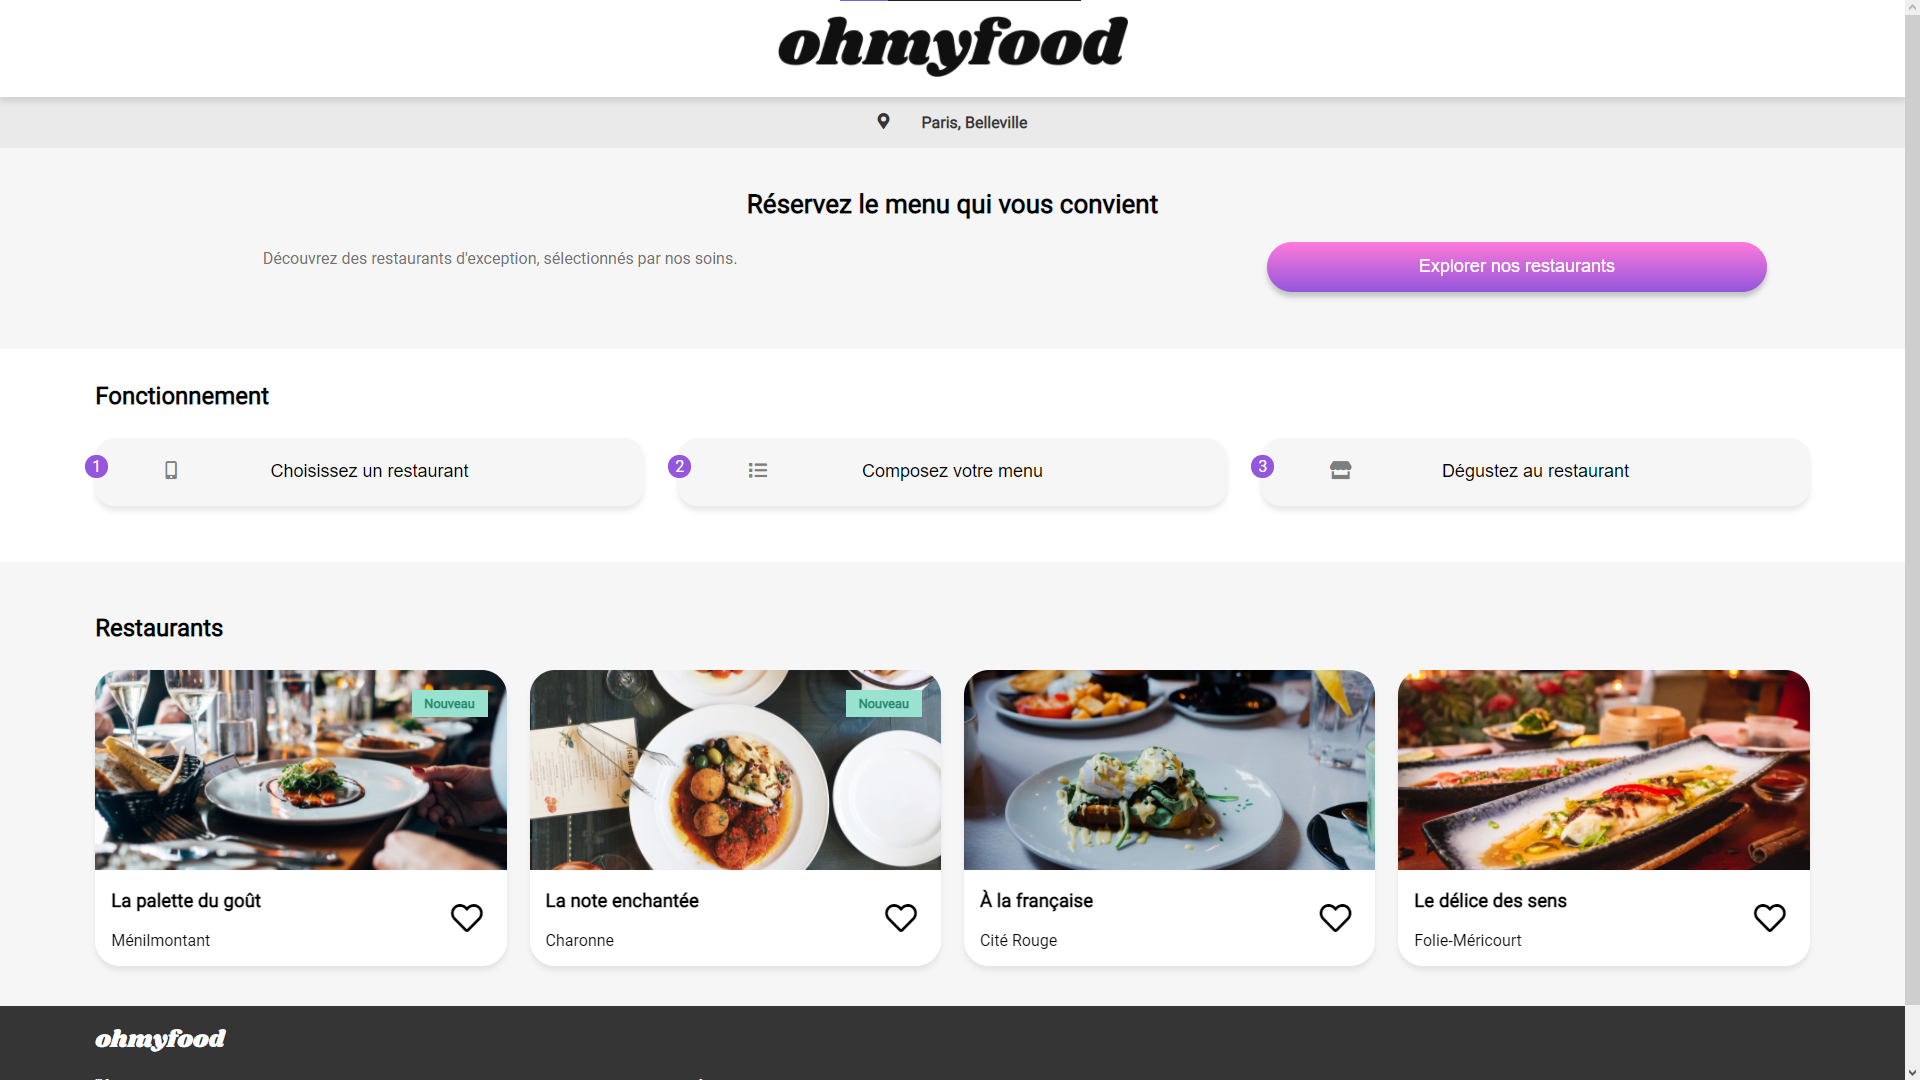 ohmyfood
Paris, Belleville
Réservez le menu qui vous convient
Découvrez des restaurants d'exception, sélectionnés par nos soins.
Explorer nos restaurants
Fonctionnement
1 Choisissez un restaurant
2 Composez votre menu
3 Dégustez au restaurant
Restaurants
Nouveau
Nouveau
La palette du goût
Ménilmontant
La note enchantée
Charonne
À la française
Cité Rouge
Le délice des sens
Folie-Méricourt
ohmyfood